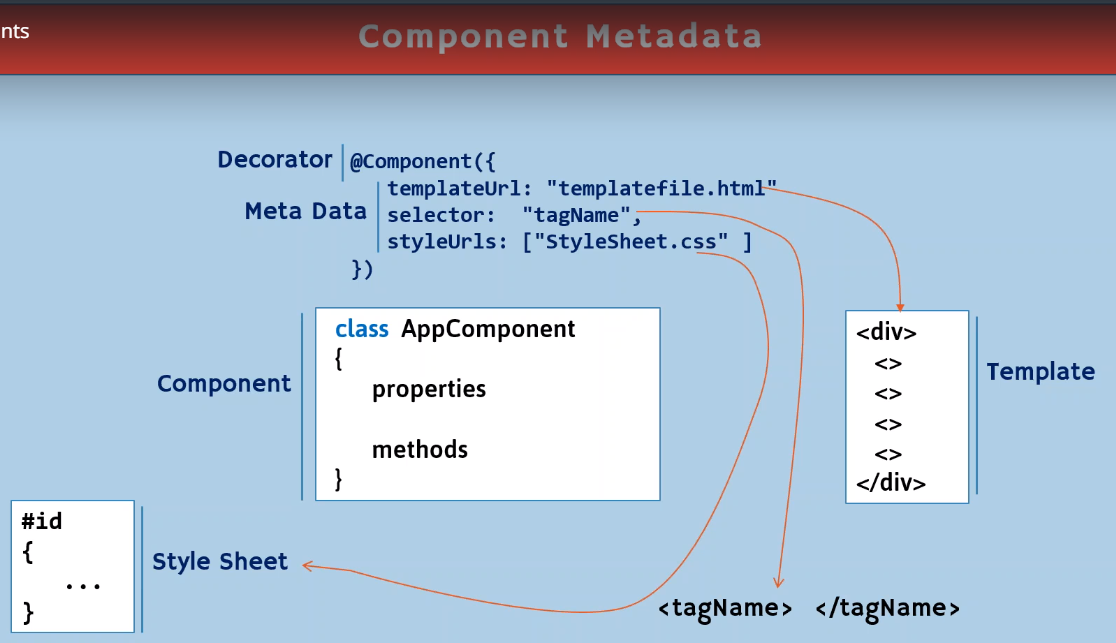 nts
Component Metadata
Decorator
@Component({
Meta Data
templateUrl: "templatefile.html"
selector: "tagName",
styleUrls: ["StyleSheet.css" ]
})
Component
class AppComponent
{
properties
methods
}
<div>
<>
<>
<>
<>
</div>
Template
#id
{
...
}
Style Sheet
<tagName> </tagName>